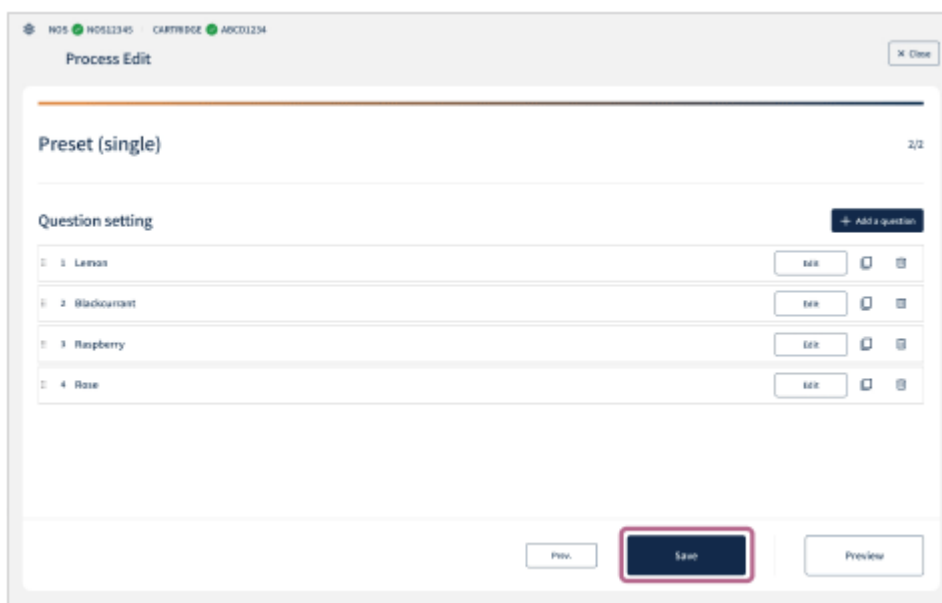 NOS NOS12345 CARTRIDGE ABCD1234
Process Edit
× Close
Preset (single)
2/2
Question setting
+ Add a question
1 Lemon Edit
2 Blackcurrant Edit
3 Raspberry Edit
4 Rose Edit
Prev. Save Preview